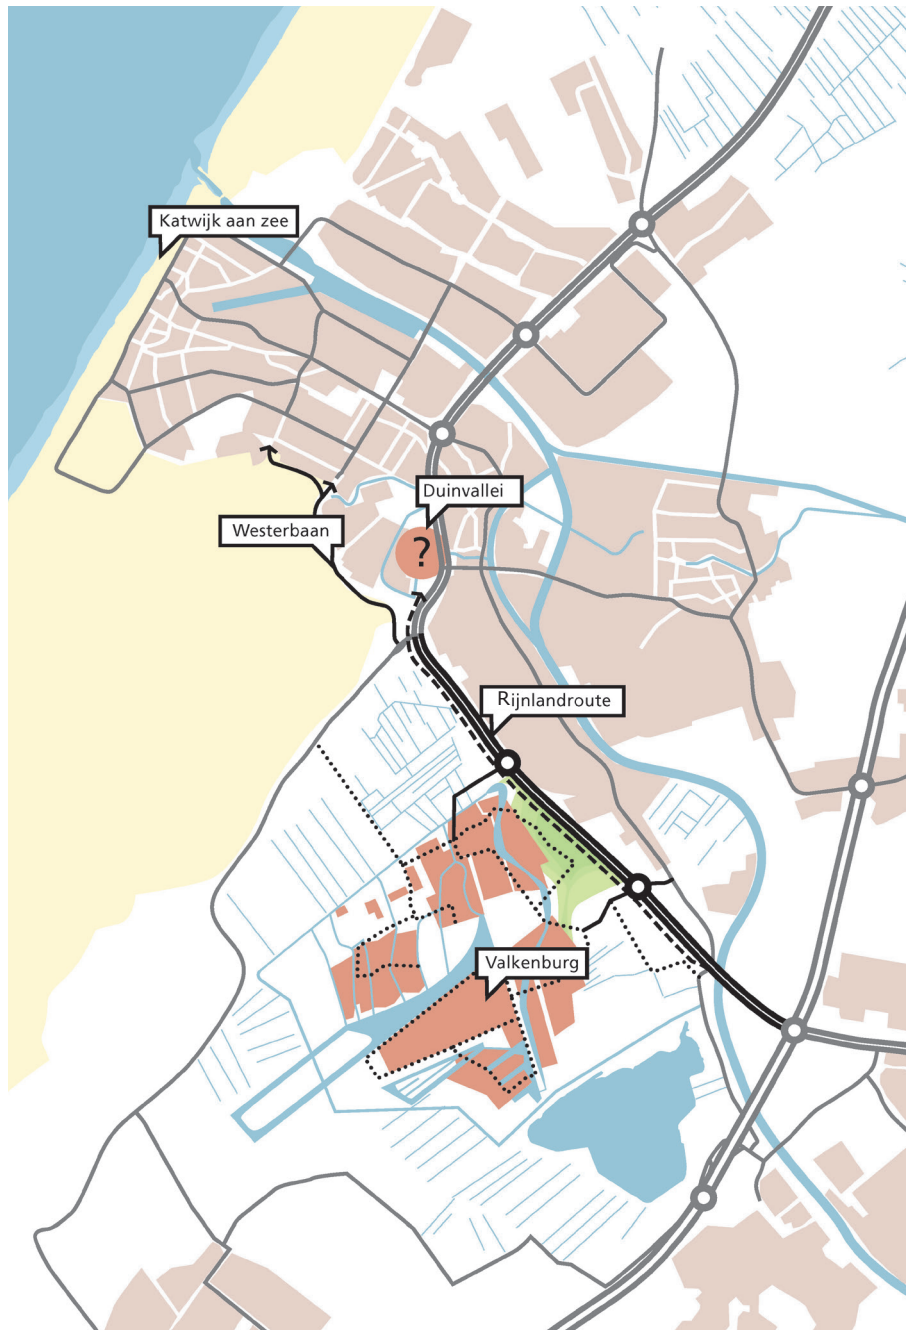 Katwijk aan zee
Duinvallei
Westerbaan
?
Rijnlandroute
Valkenburg